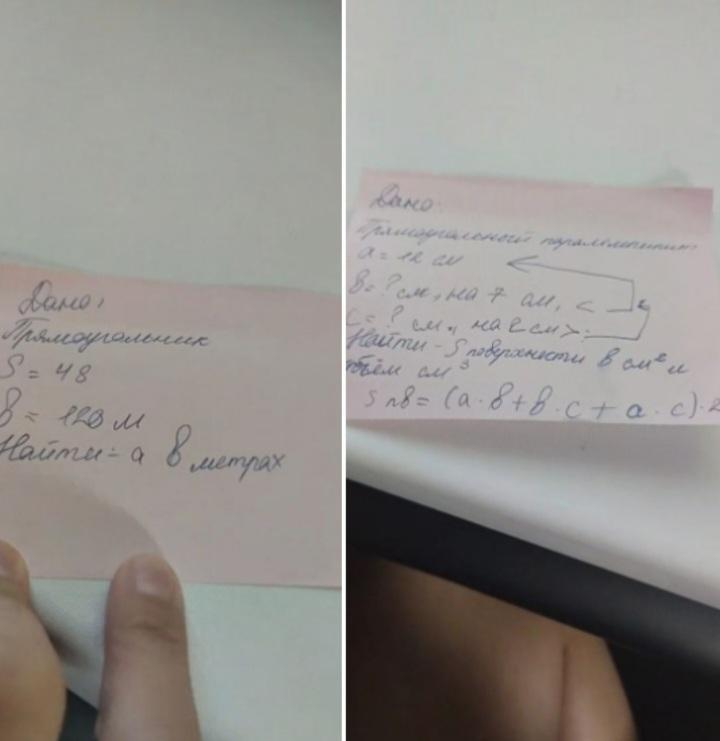 Дано:
Прямоугольник
S = 48
В = 120 м
Найти - а в метрах
Дано:
Прямоугольный параллепипит
а = 12 см
в = ? см, на 7 см, <
с = ? см, на 2 см >
Найти - S поверхности в см² и
объём см³
S пв = (а · в + в · с + а · с) · 2